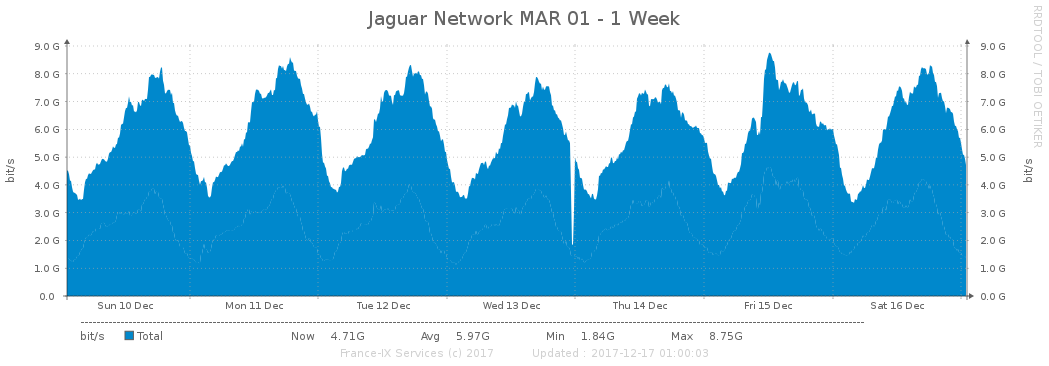 Jaguar Network MAR 01 - 1 Week
RRDTOOL / TOBI OETIKER
bit/s
9.0 G
8.0 G
7.0 G
6.0 G
5.0 G
4.0 G
3.0 G
2.0 G
1.0 G
0.0
9.0 G
8.0 G
7.0 G
6.0 G
5.0 G
4.0 G
3.0 G
2.0 G
1.0 G
0.0 G
bit/s
Sun 10 Dec Mon 11 Dec Tue 12 Dec Wed 13 Dec Thu 14 Dec Fri 15 Dec Sat 16 Dec
bit/s Total Now 4.71G Avg 5.97G Min 1.84G Max 8.75G
France-IX Services (c) 2017 Updated : 2017-12-17 01:00:03